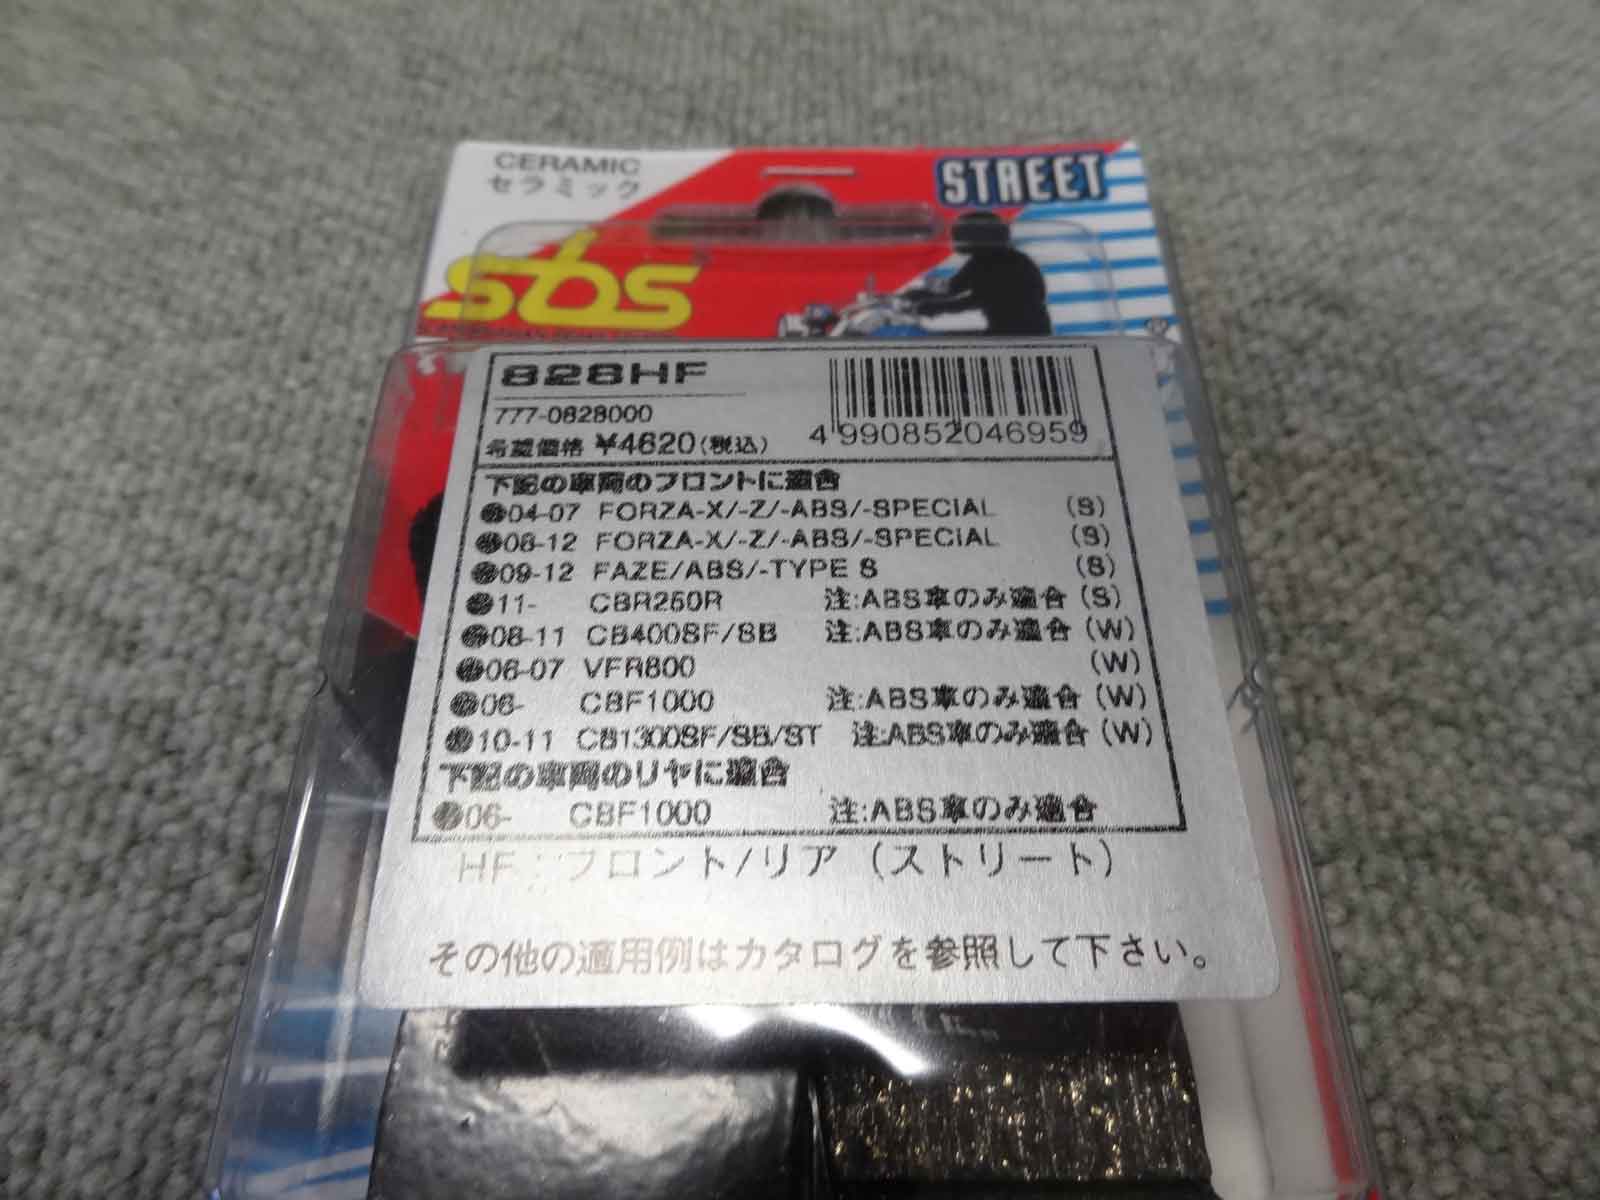 CERAMIC
セラミック
STREET
sbs
828HF
777-0828000
希望価格 ¥4620(税込)
4990852046959
下記の車両のフロントに適合
04-07 FORZA-X/-Z/-ABS/-SPECIAL (S)
08-12 FORZA-X/-Z/-ABS/-SPECIAL (S)
09-12 FAZE/ABS/-TYPE S (S)
11- CBR250R 注:ABS車のみ適合 (S)
08-11 CB400SF/SB 注:ABS車のみ適合 (W)
06-07 VFR800 (W)
06- CBF1000 注:ABS車のみ適合 (W)
10-11 CB1300SF/SB/ST 注:ABS車のみ適合 (W)
下記の車両のリヤに適合
06- CBF1000 注:ABS車のみ適合
HF:フロント/リア(ストリート)
その他の適用例はカタログを参照して下さい。